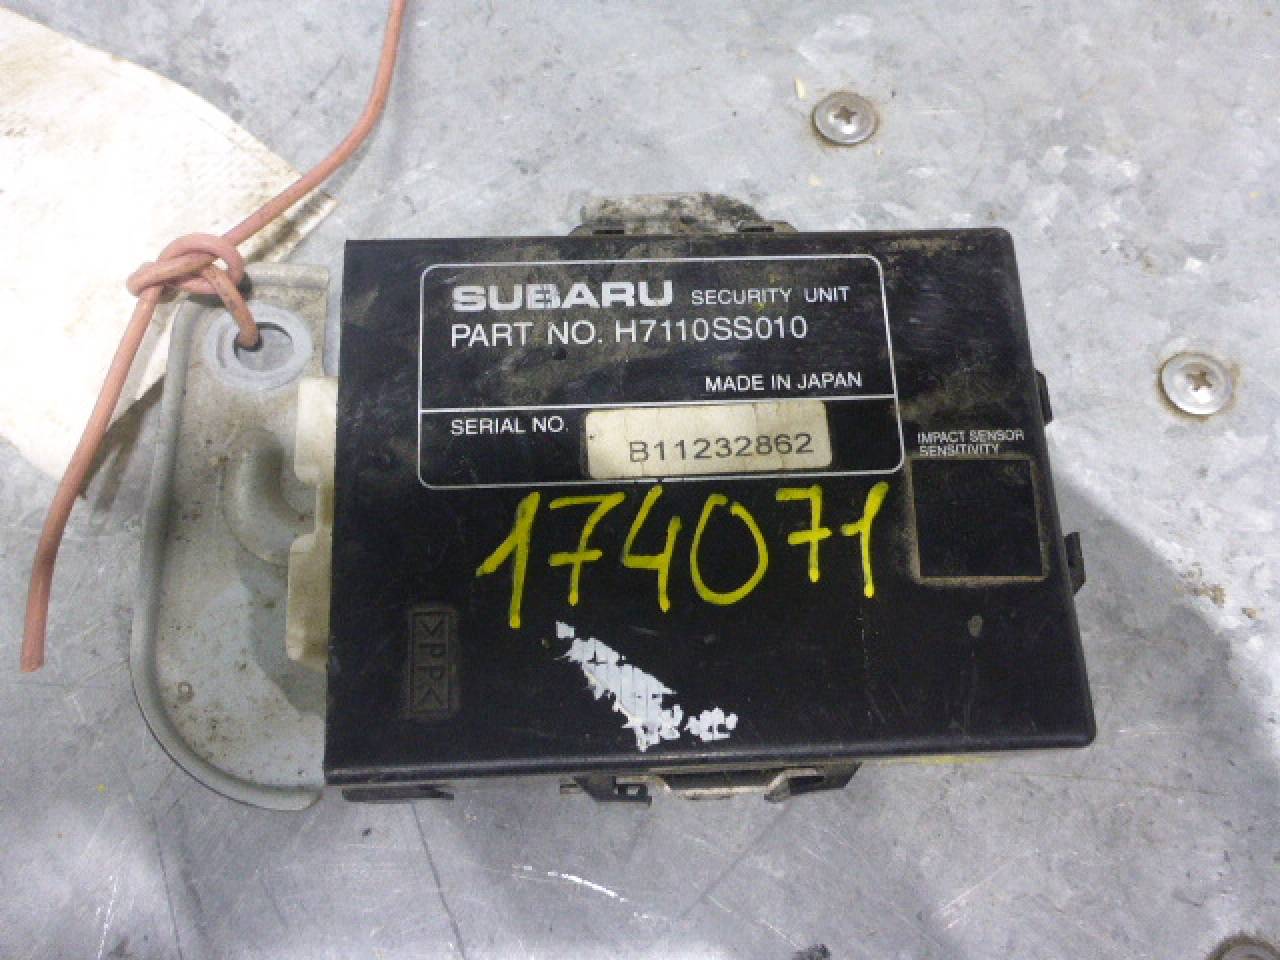 SUBARU SECURITY UNIT
PART NO. H7110SS010
MADE IN JAPAN
SERIAL NO. B11232862
IMPACT SENSOR
SENSITIVITY
174071
>PP<